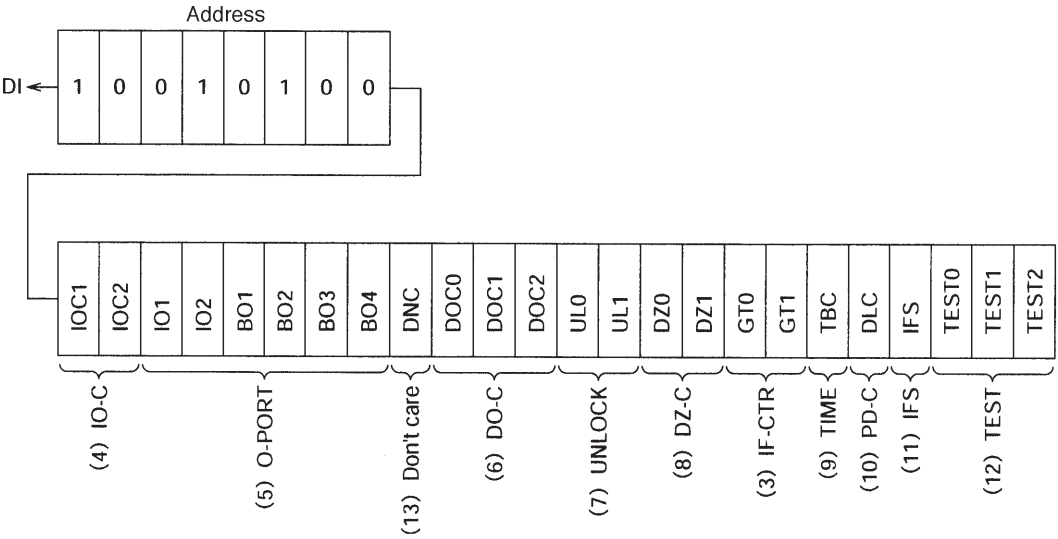 Address
DI
1 0 0 1 0 1 0 0
IOC1 IOC2 IO1 IO2 BO1 BO2 BO3 BO4 DNC DOC0 DOC1 DOC2 UL0 UL1 DZ0 DZ1 GT0 GT1 TBC DLC IFS TEST0 TEST1 TEST2
(4) IO-C
(5) O-PORT
(13) Don't care
(6) DO-C
(7) UNLOCK
(8) DZ-C
(3) IF-CTR
(9) TIME
(10) PD-C
(11) IFS
(12) TEST